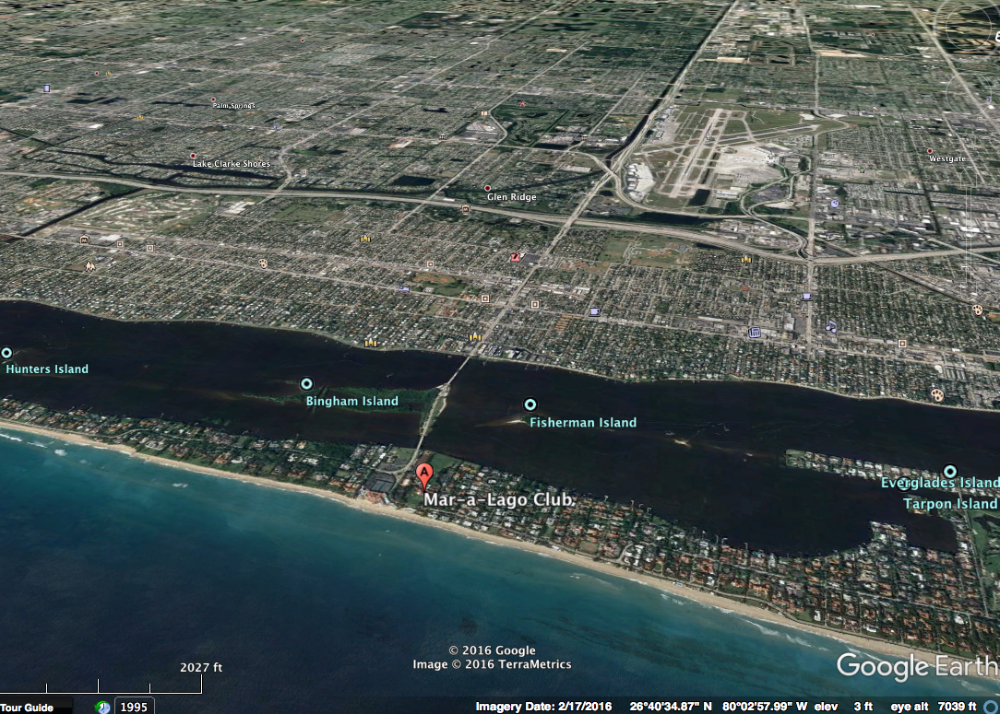 Palm Springs
Lake Clarke Shores
Westgate
Glen Ridge
Hunters Island
Bingham Island
Fisherman Island
Everglades Island
Tarpon Island
A
Mar-a-Lago Club
© 2016 Google
Image © 2016 TerraMetrics
Google Earth
2027 ft
Tour Guide
1995
Imagery Date: 2/17/2016 26°40'34.87" N 80°02'57.99" W elev 3 ft eye alt 7039 ft